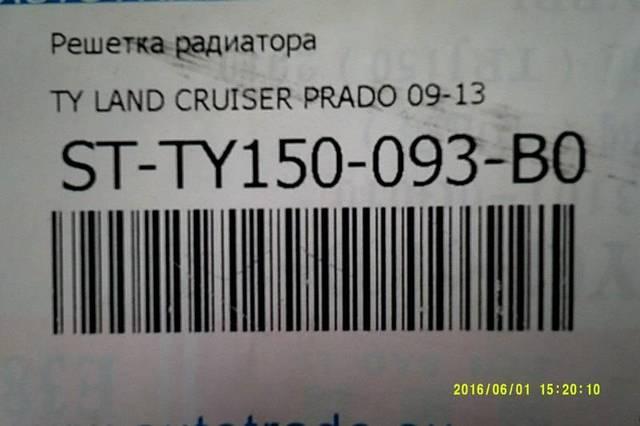 Решетка радиатора
TY LAND CRUISER PRADO 09-13
ST-TY150-093-B0
2016/06/01 15:20:10